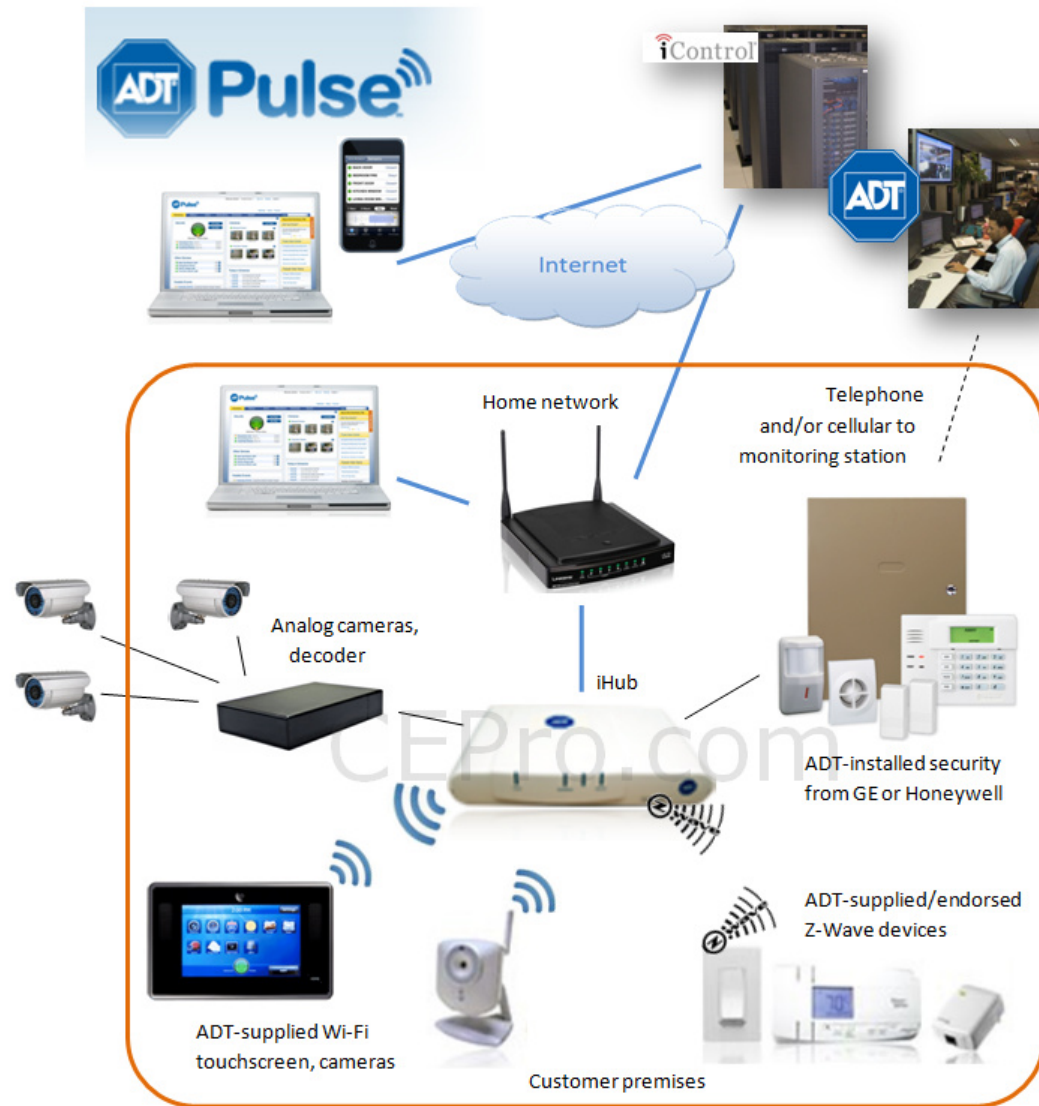 iControl
ADT
Pulse
ADT
Internet
Home network
Telephone
and/or cellular to
monitoring station
Analog cameras,
decoder
iHub
CEPro.com
ADT-installed security
from GE or Honeywell
ADT-supplied/endorsed
Z-Wave devices
ADT-supplied Wi-Fi
touchscreen, cameras
Customer premises